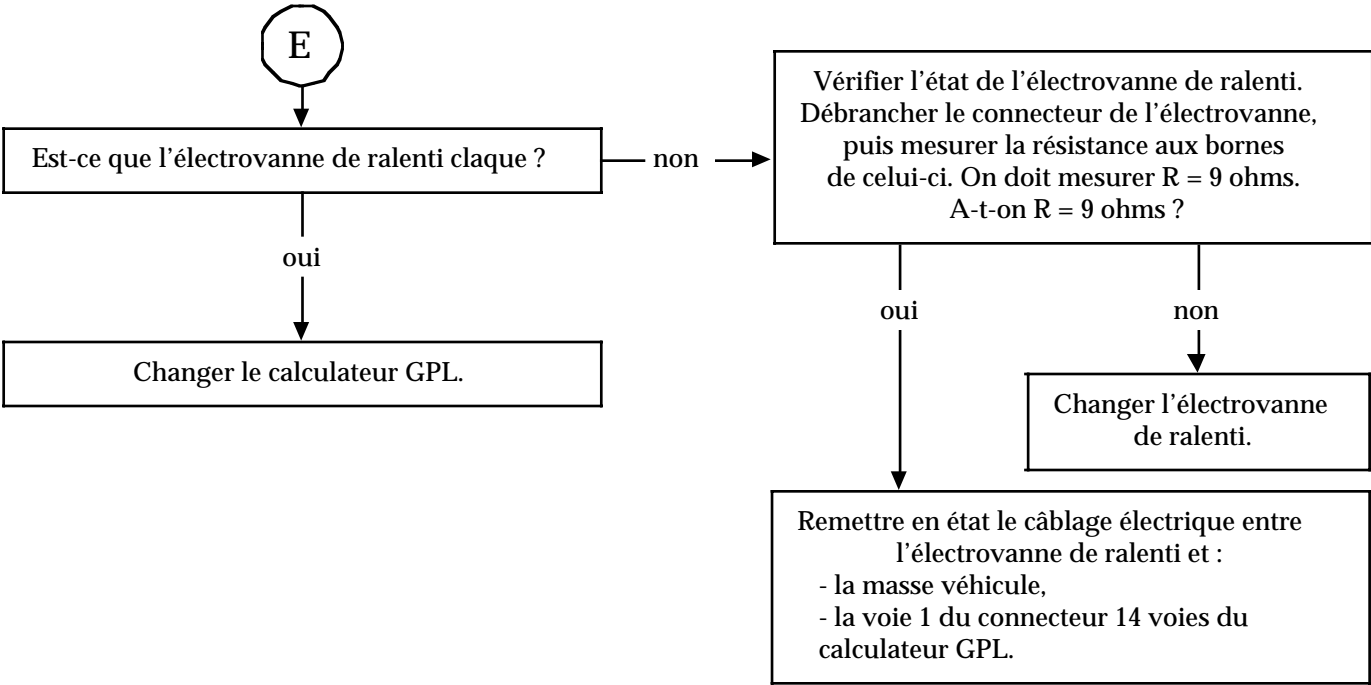 E
Est-ce que l'électrovanne de ralenti claque ?
non
Vérifier l'état de l'électrovanne de ralenti.
Débrancher le connecteur de l'électrovanne,
puis mesurer la résistance aux bornes
de celui-ci. On doit mesurer R = 9 ohms.
A-t-on R = 9 ohms ?
oui
Changer le calculateur GPL.
oui
non
Changer l'électrovanne
de ralenti.
Remettre en état le câblage électrique entre
l'électrovanne de ralenti et :
- la masse véhicule,
- la voie 1 du connecteur 14 voies du
calculateur GPL.